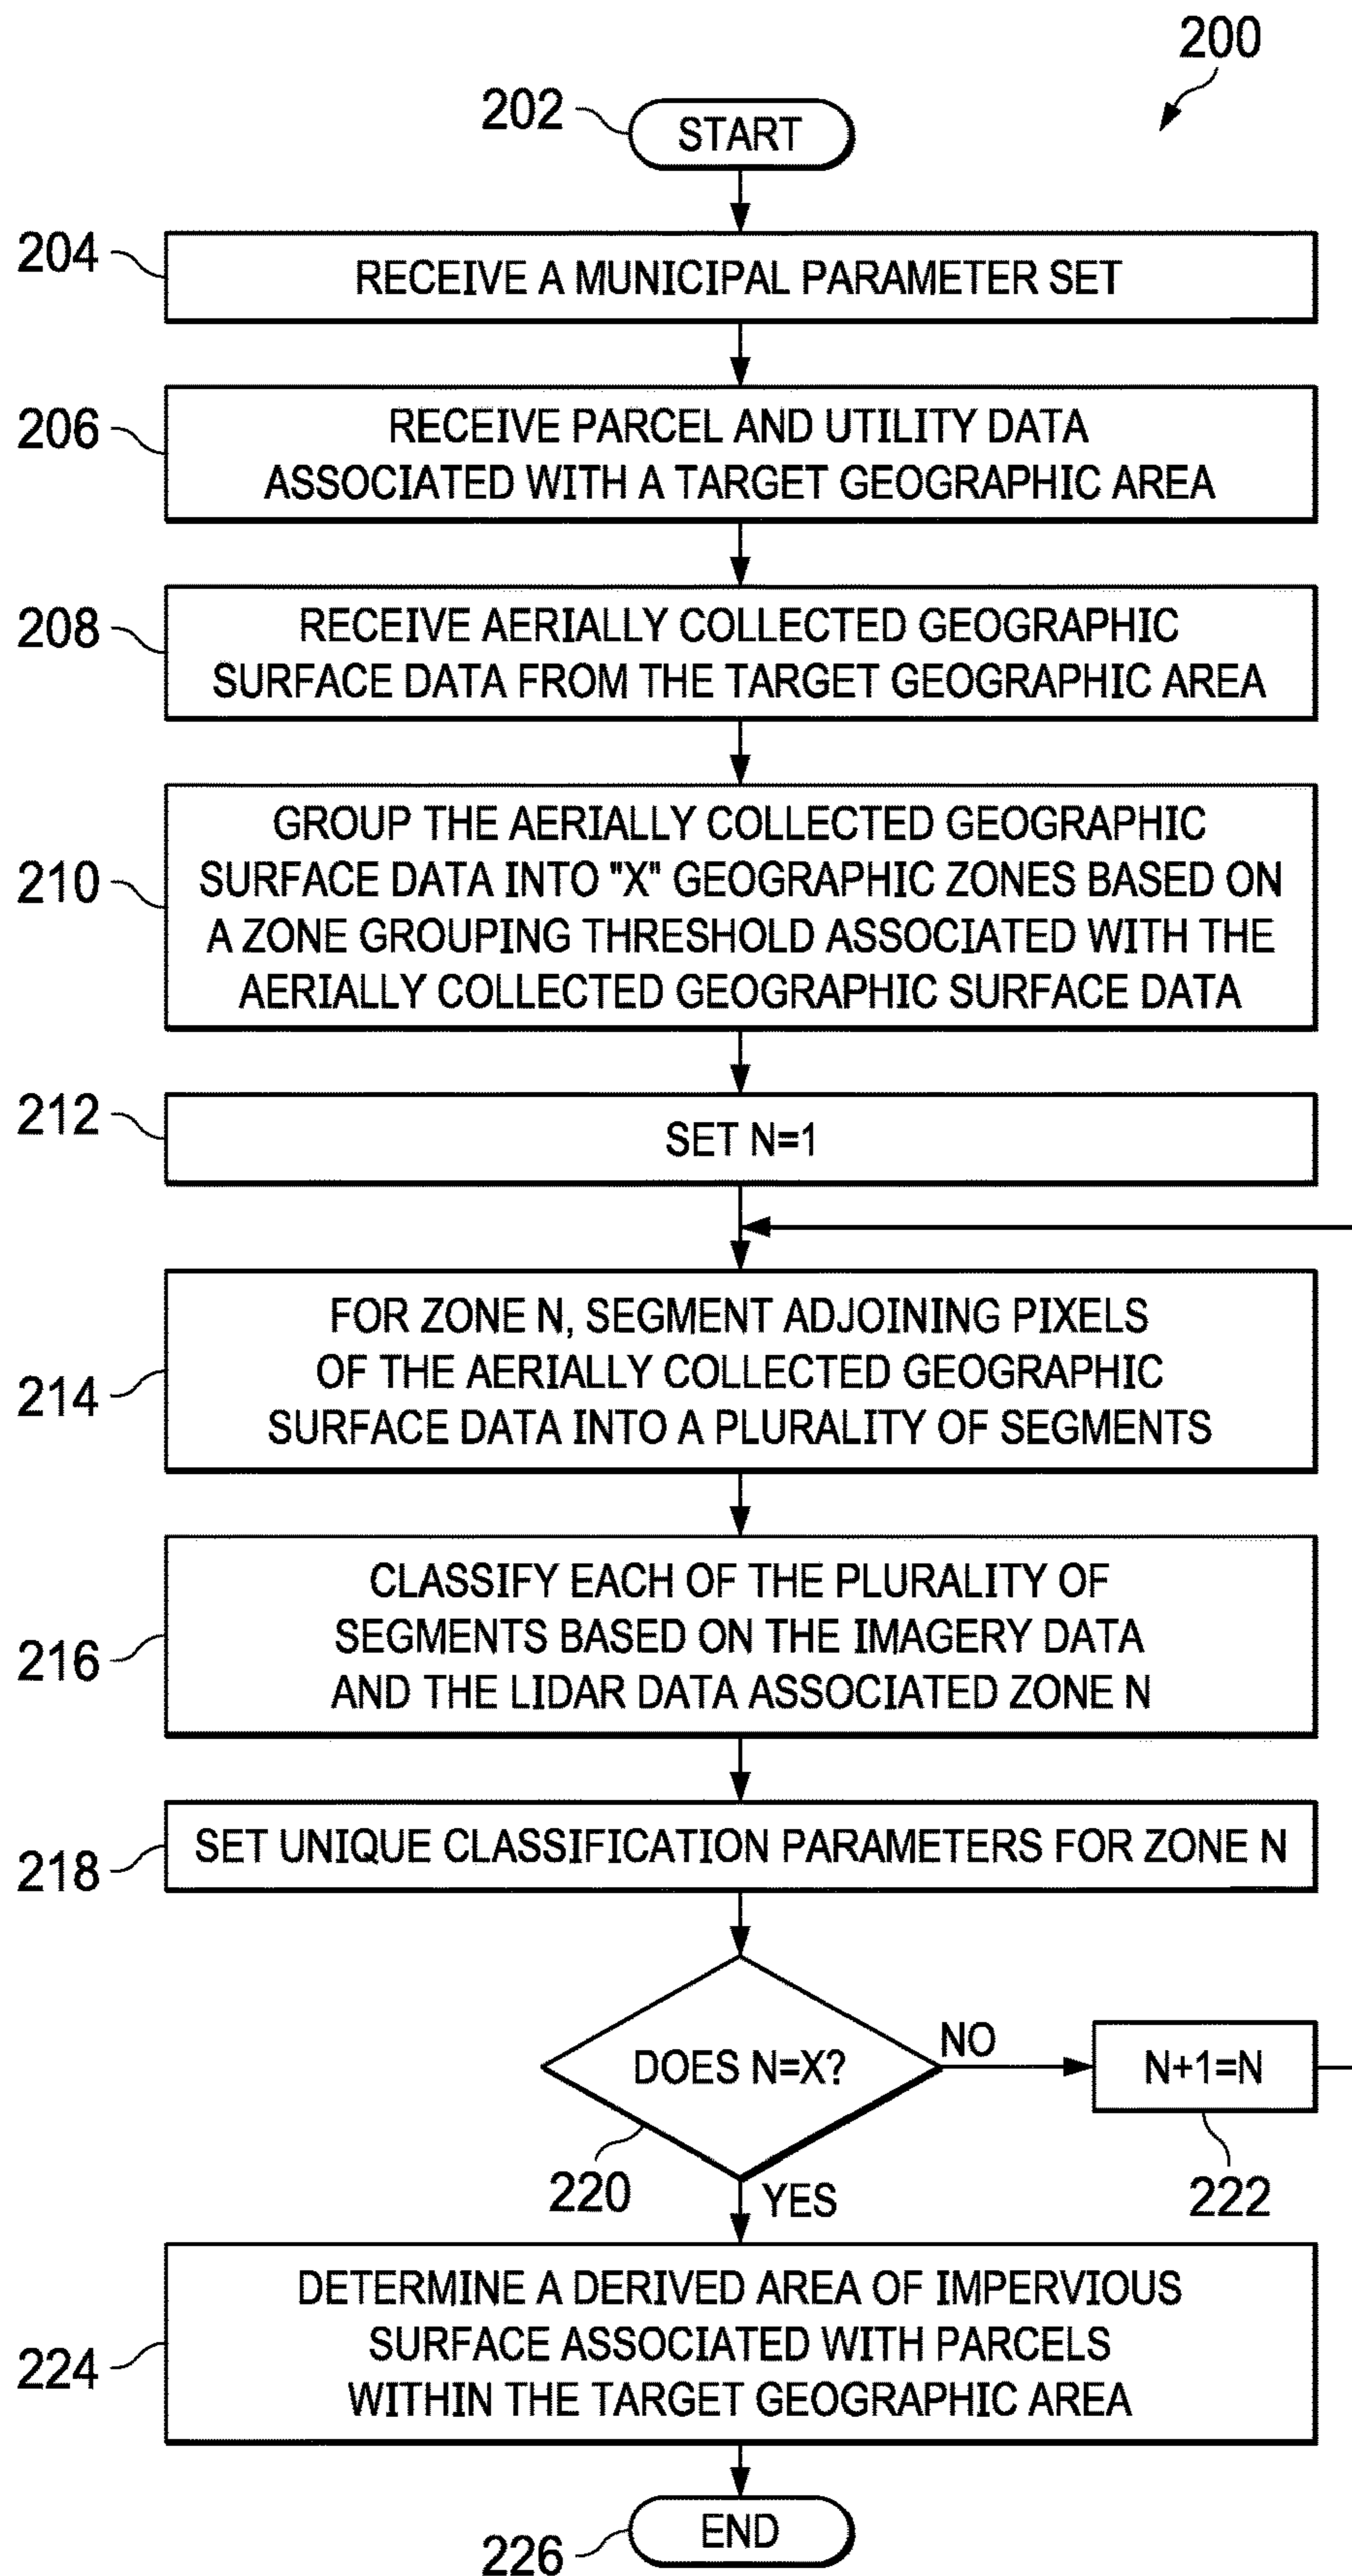 200
202
START
204
RECEIVE A MUNICIPAL PARAMETER SET
206
RECEIVE PARCEL AND UTILITY DATA
ASSOCIATED WITH A TARGET GEOGRAPHIC AREA
208
RECEIVE AERIALLY COLLECTED GEOGRAPHIC
SURFACE DATA FROM THE TARGET GEOGRAPHIC AREA
210
GROUP THE AERIALLY COLLECTED GEOGRAPHIC
SURFACE DATA INTO "X" GEOGRAPHIC ZONES BASED ON
A ZONE GROUPING THRESHOLD ASSOCIATED WITH THE
AERIALLY COLLECTED GEOGRAPHIC SURFACE DATA
212
SET N=1
214
FOR ZONE N, SEGMENT ADJOINING PIXELS
OF THE AERIALLY COLLECTED GEOGRAPHIC
SURFACE DATA INTO A PLURALITY OF SEGMENTS
216
CLASSIFY EACH OF THE PLURALITY OF
SEGMENTS BASED ON THE IMAGERY DATA
AND THE LIDAR DATA ASSOCIATED ZONE N
218
SET UNIQUE CLASSIFICATION PARAMETERS FOR ZONE N
DOES N=X?
NO
N+1=N
220
YES
222
224
DETERMINE A DERIVED AREA OF IMPERVIOUS
SURFACE ASSOCIATED WITH PARCELS
WITHIN THE TARGET GEOGRAPHIC AREA
226
END